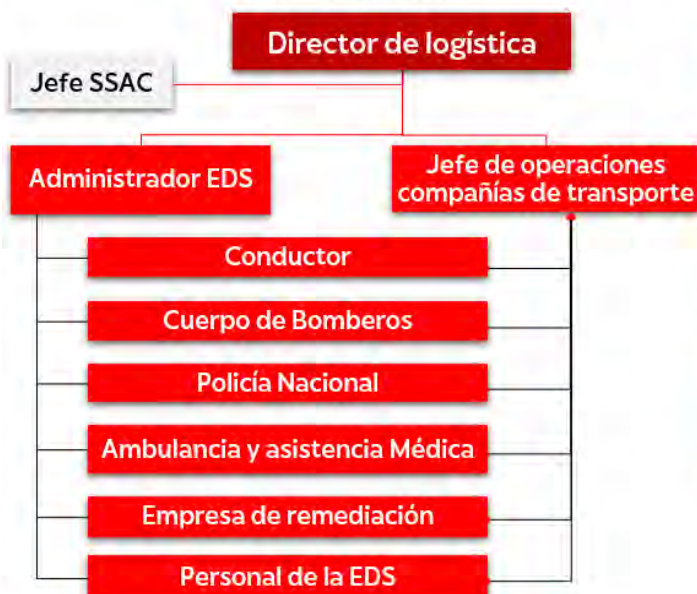 Director de logística
Jefe SSAC
Administrador EDS
Jefe de operaciones
compañías de transporte
Conductor
Cuerpo de Bomberos
Policía Nacional
Ambulancia y asistencia Médica
Empresa de remediación
Personal de la EDS